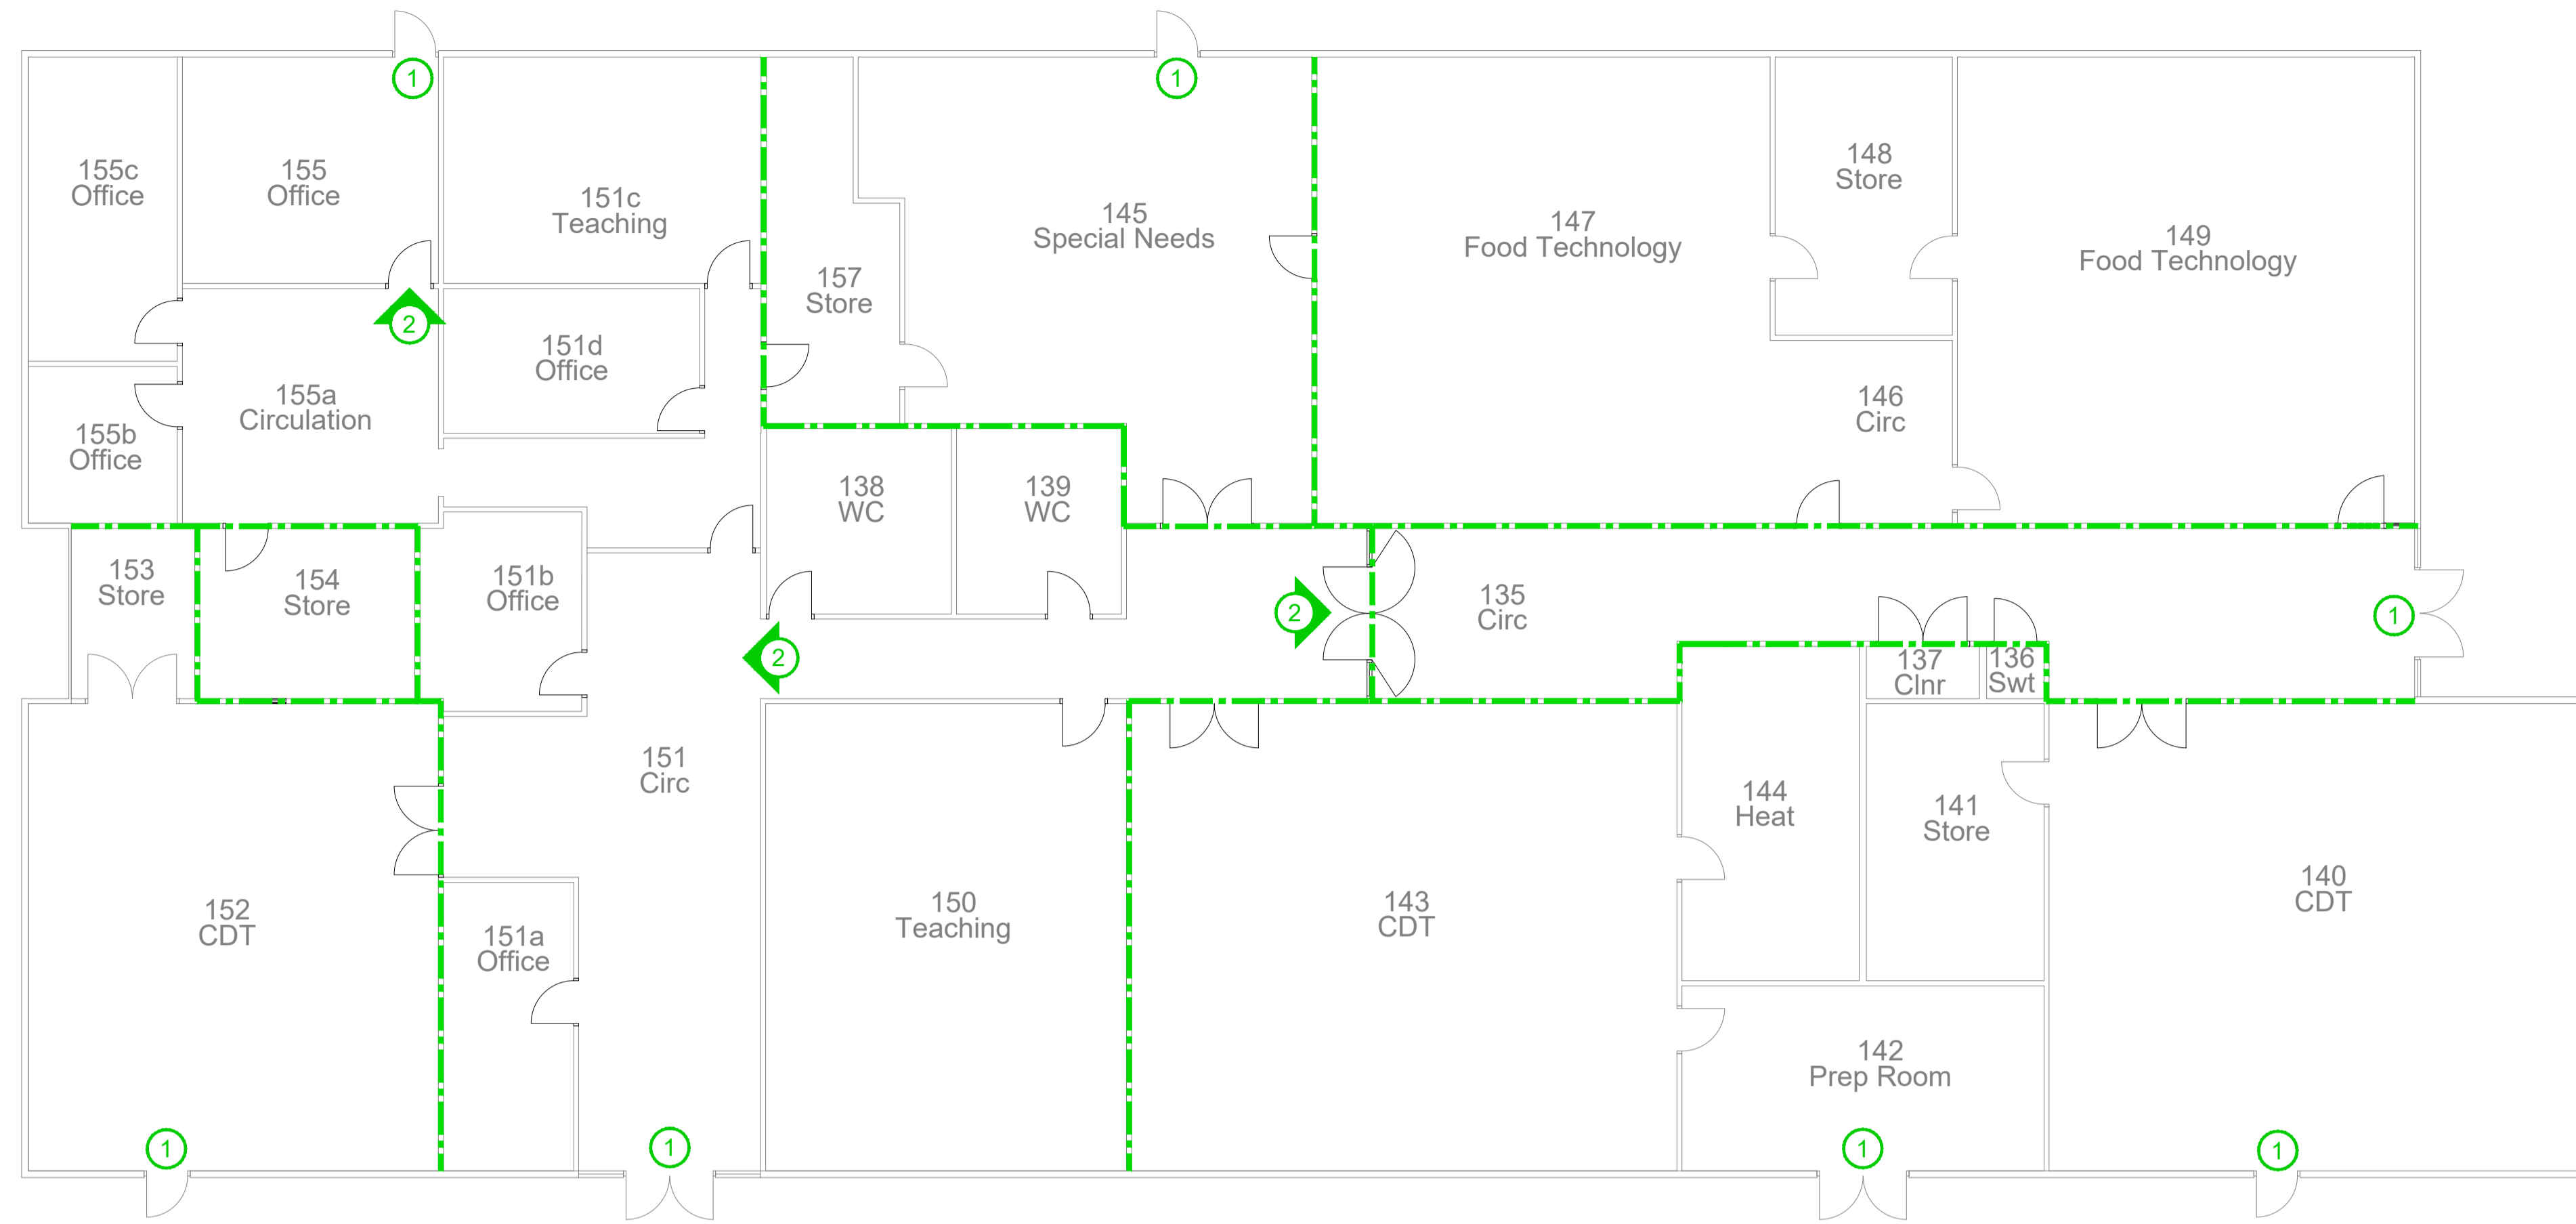 1
1
155c
Office
155
Office
151c
Teaching
145
Special Needs
147
Food Technology
148
Store
149
Food Technology
157
Store
2
151d
Office
155a
Circulation
155b
Office
146
Circ
138
WC
139
WC
153
Store
154
Store
151b
Office
2
135
Circ
1
2
137
Clnr
136
Swt
151
Circ
144
Heat
141
Store
152
CDT
151a
Office
150
Teaching
143
CDT
140
CDT
142
Prep Room
1
1
1
1